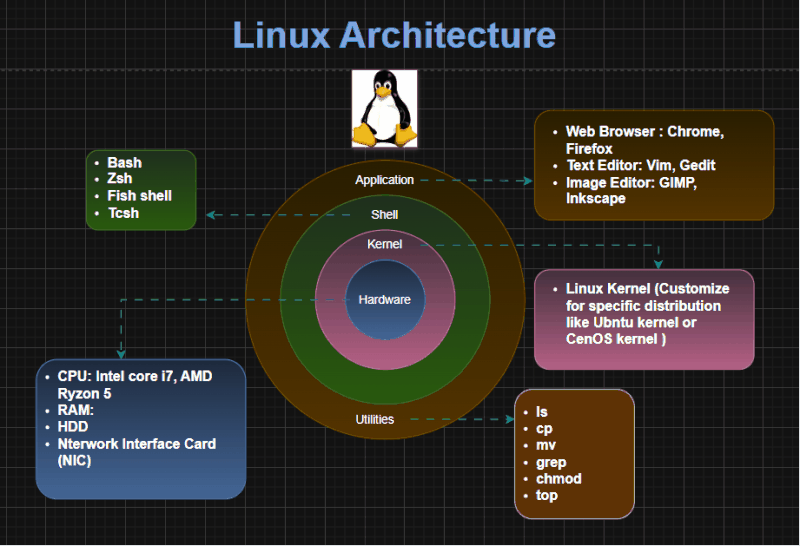 Linux Architecture
Bash
Zsh
Fish shell
Tcsh
Application
Shell
Kernel
Hardware
Utilities
Web Browser : Chrome,
Firefox
Text Editor: Vim, Gedit
Image Editor: GIMP,
Inkscape
Linux Kernel (Customize
for specific distribution
like Ubntu kernel or
CenOS kernel )
CPU: Intel core i7, AMD
Ryzon 5
RAM:
HDD
Nterwork Interface Card
(NIC)
ls
cp
mv
grep
chmod
top